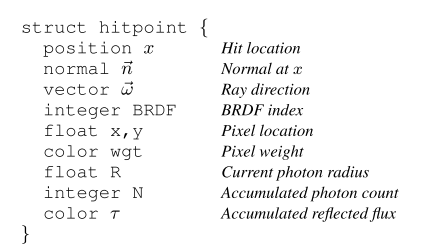 struct hitpoint {
position x Hit location
normal n⃗ Normal at x
vector ω⃗ Ray direction
integer BRDF BRDF index
float x,y Pixel location
color wgt Pixel weight
float R Current photon radius
integer N Accumulated photon count
color τ Accumulated reflected flux
}